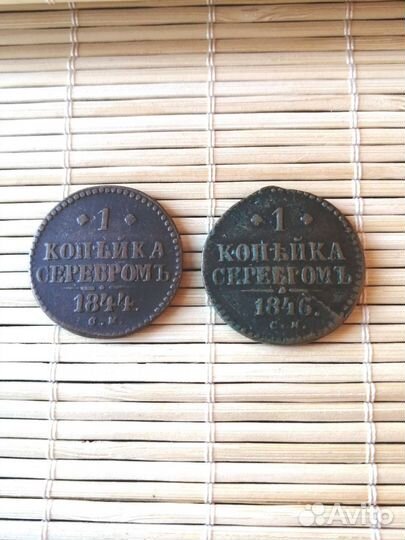 1
КОПѢЙКА
СЕРЕБРОМЪ
1844.
С. М.
1
КОПѢЙКА
СЕРЕБРОМЪ
1846.
С. М.
Avito